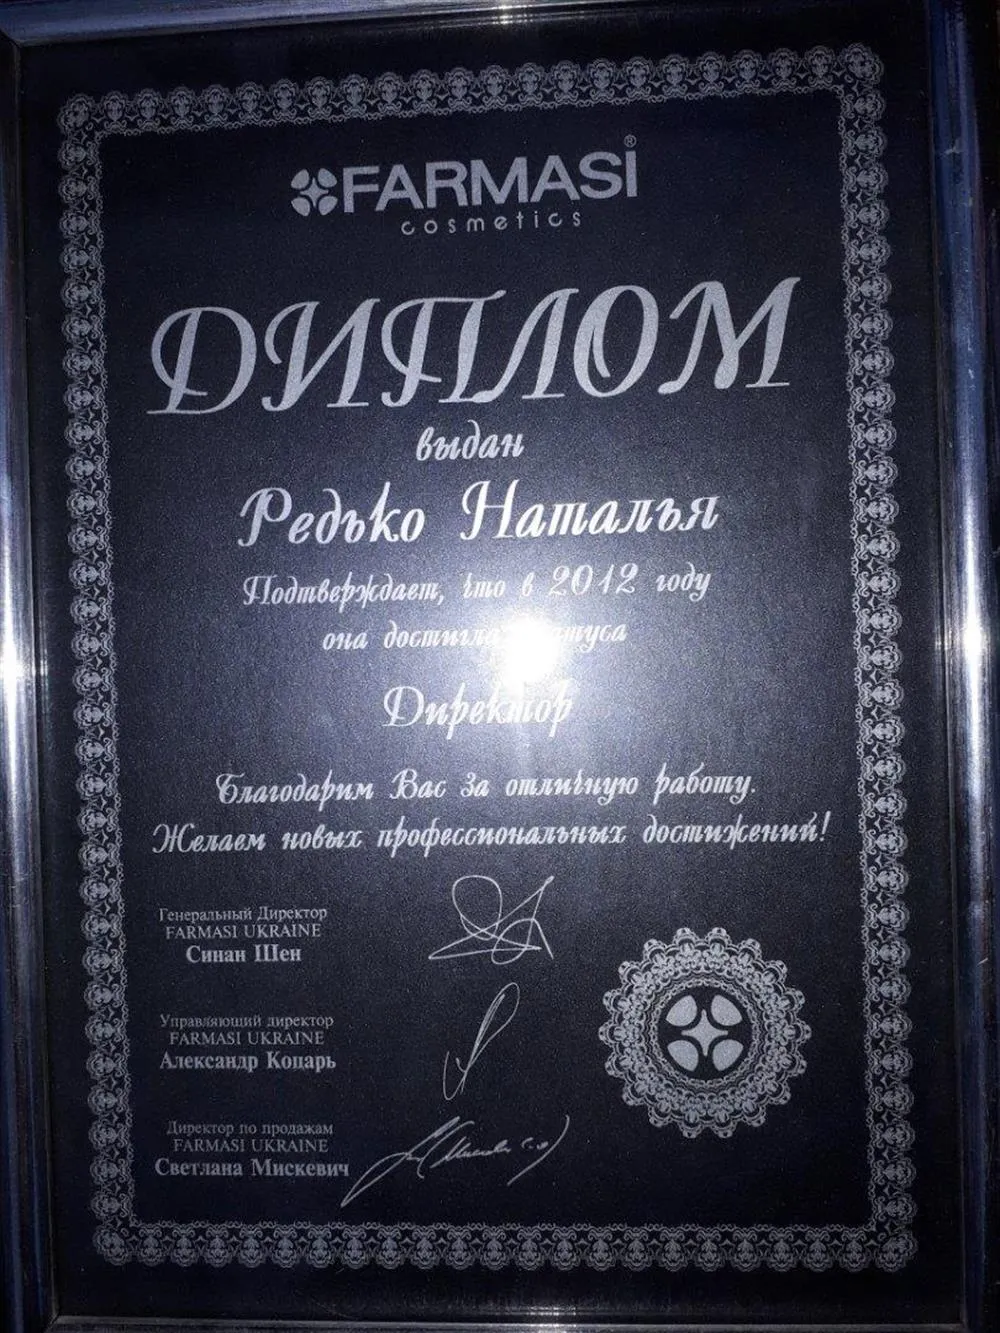 FARMASi®
cosmetics
ДИПЛОМ
выдан
Редько Наталья
Подтверждает, что в 2012 году
она достигла статуса
Директор
Благодарим Вас за отличную работу.
Желаем новых профессиональных достижений!
Генеральный Директор
FARMASI UKRAINE
Синан Шен
Управляющий директор
FARMASI UKRAINE
Александр Копарь
Директор по продажам
FARMASI UKRAINE
Светлана Мискевич